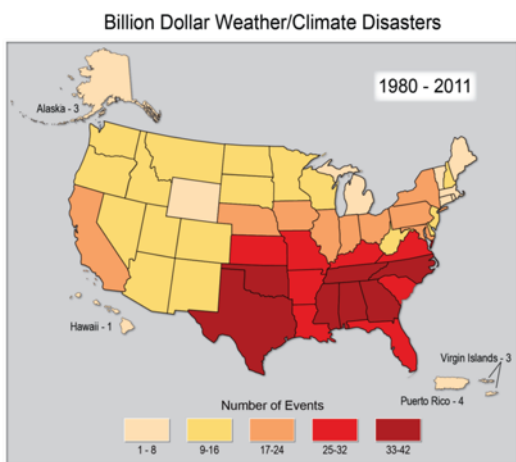 Billion Dollar Weather/Climate Disasters
1980 - 2011
Alaska - 3
Hawaii - 1
Virgin Islands - 3
Puerto Rico - 4
Number of Events
1 - 8
9-16
17-24
25-32
33-42